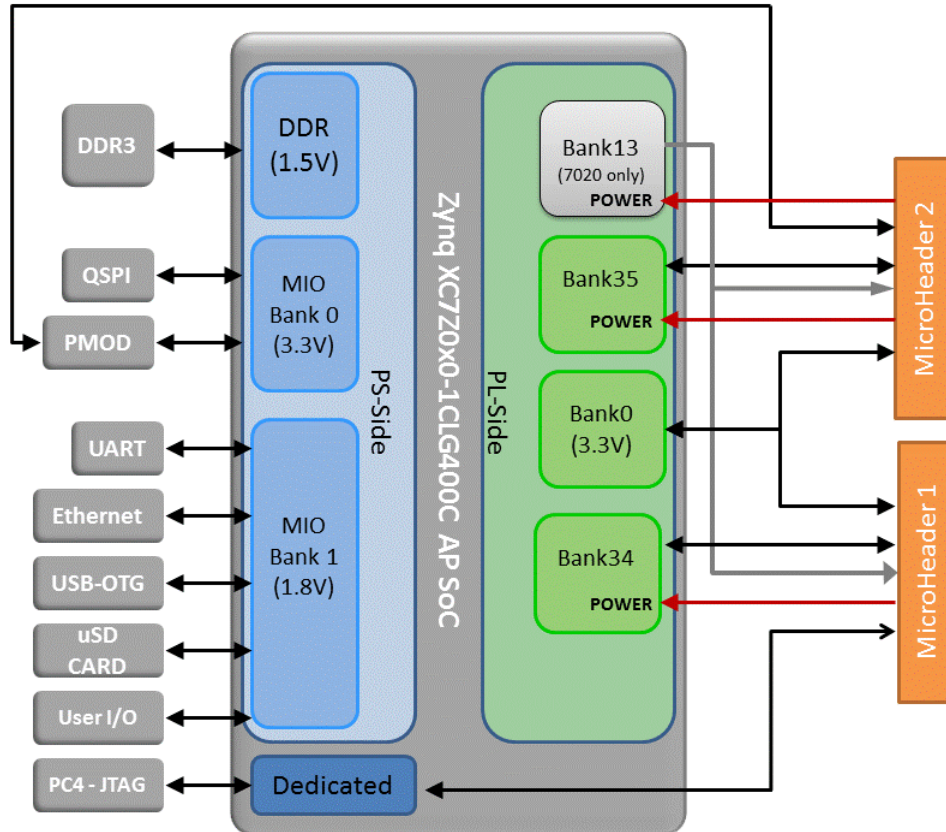 DDR3
QSPI
PMOD
UART
Ethernet
USB-OTG
uSD
CARD
User I/O
PC4 - JTAG
DDR
(1.5V)
MIO
Bank 0
(3.3V)
MIO
Bank 1
(1.8V)
PS-Side
Dedicated
Zynq XC7Z0x0-1CLG400C AP SoC
PL-Side
Bank13
(7020 only)
POWER
Bank35
POWER
Bank0
(3.3V)
Bank34
POWER
MicroHeader 2
MicroHeader 1